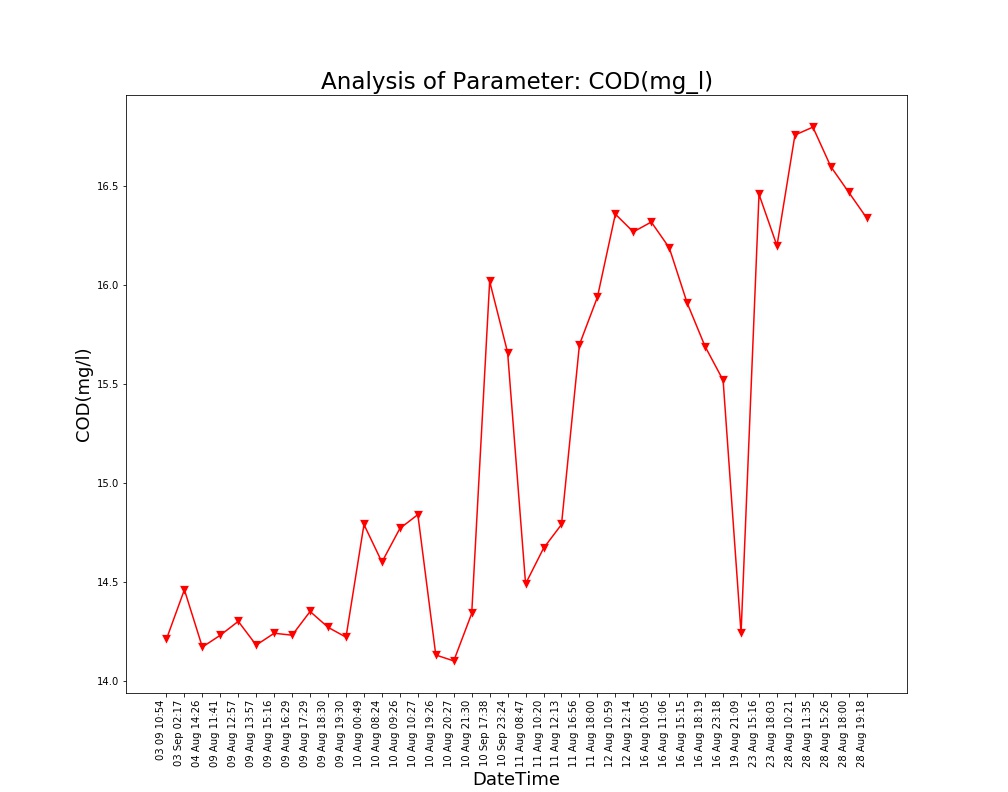 Analysis of Parameter: COD(mg_l)
COD(mg/l)
16.5
16.0
15.5
15.0
14.5
14.0
03 09 10:54
03 Sep 02:17
04 Aug 14:26
09 Aug 11:41
09 Aug 12:57
09 Aug 13:57
09 Aug 15:16
09 Aug 16:29
09 Aug 17:29
09 Aug 18:30
09 Aug 19:30
10 Aug 00:49
10 Aug 08:24
10 Aug 09:26
10 Aug 10:27
10 Aug 19:26
10 Aug 20:27
10 Aug 21:30
10 Sep 17:38
10 Sep 23:24
11 Aug 08:47
11 Aug 10:20
11 Aug 12:13
11 Aug 16:56
11 Aug 18:00
12 Aug 10:59
12 Aug 12:14
16 Aug 10:05
16 Aug 11:06
16 Aug 15:15
16 Aug 18:19
16 Aug 23:18
19 Aug 21:09
23 Aug 15:16
23 Aug 18:03
28 Aug 10:21
28 Aug 11:35
28 Aug 15:26
28 Aug 18:00
28 Aug 19:18
DateTime